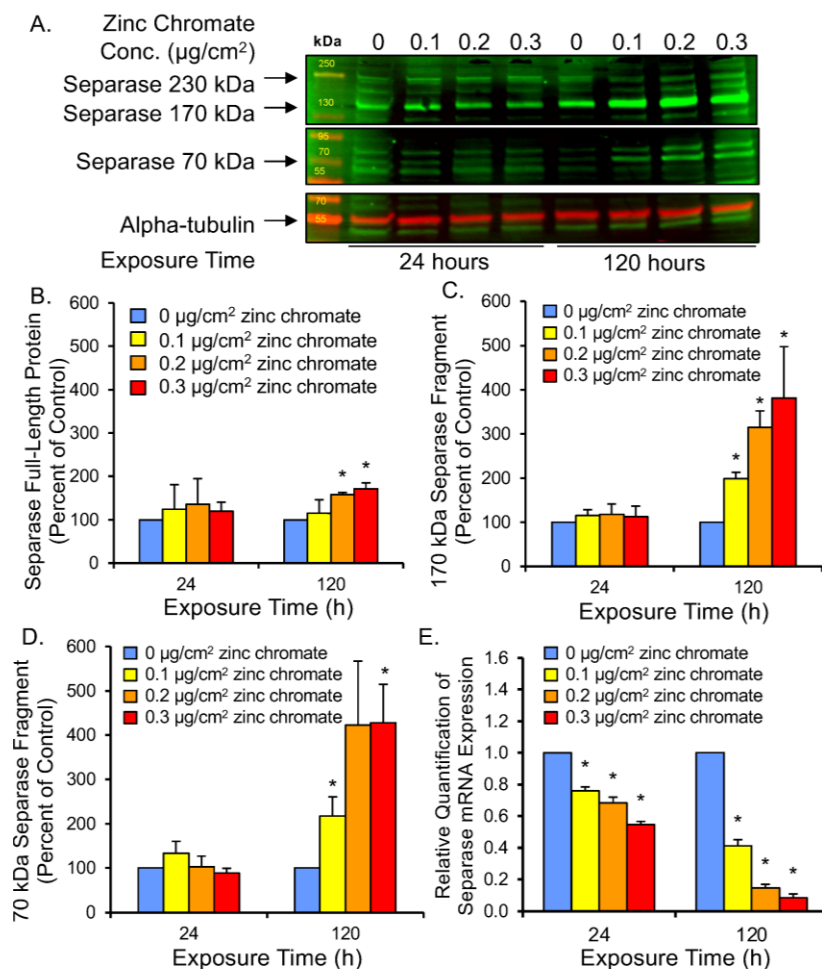 A.
Zinc Chromate
Conc. (µg/cm²)
kDa 0 0.1 0.2 0.3 0 0.1 0.2 0.3
250
Separase 230 kDa
130
Separase 170 kDa
95
70
Separase 70 kDa
55
70
Alpha-tubulin
55
Exposure Time 24 hours 120 hours
B.
Separase Full-Length Protein
(Percent of Control)
600
500
400
300
200
100
0
0 µg/cm² zinc chromate
0.1 µg/cm² zinc chromate
0.2 µg/cm² zinc chromate
0.3 µg/cm² zinc chromate
* *
24 120
Exposure Time (h)
C.
170 kDa Separase Fragment
(Percent of Control)
600
500
400
300
200
100
0
0 µg/cm² zinc chromate
0.1 µg/cm² zinc chromate
0.2 µg/cm² zinc chromate
0.3 µg/cm² zinc chromate
* * *
24 120
Exposure Time (h)
D.
70 kDa Separase Fragment
(Percent of Control)
600
500
400
300
200
100
0
0 µg/cm² zinc chromate
0.1 µg/cm² zinc chromate
0.2 µg/cm² zinc chromate
0.3 µg/cm² zinc chromate
* *
24 120
Exposure Time (h)
E.
Relative Quantification of
Separase mRNA Expression
1.6
1.4
1.2
1.0
0.8
0.6
0.4
0.2
0.0
0 µg/cm² zinc chromate
0.1 µg/cm² zinc chromate
0.2 µg/cm² zinc chromate
0.3 µg/cm² zinc chromate
* * * * * *
24 120
Exposure Time (h)